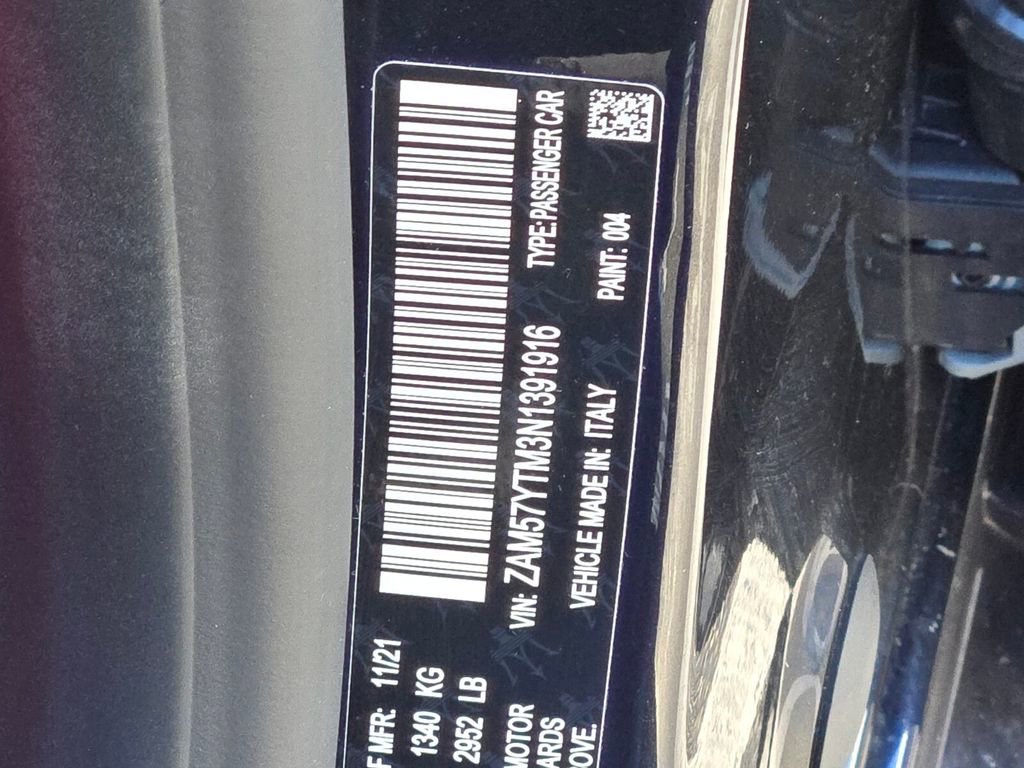 F MFR: 11/21
1340 KG
2952 LB
MOTOR
ARDS
OVE.
VIN: ZAM57YTM3N1391916 TYPE: PASSENGER CAR
VEHICLE MADE IN: ITALY PAINT: 004